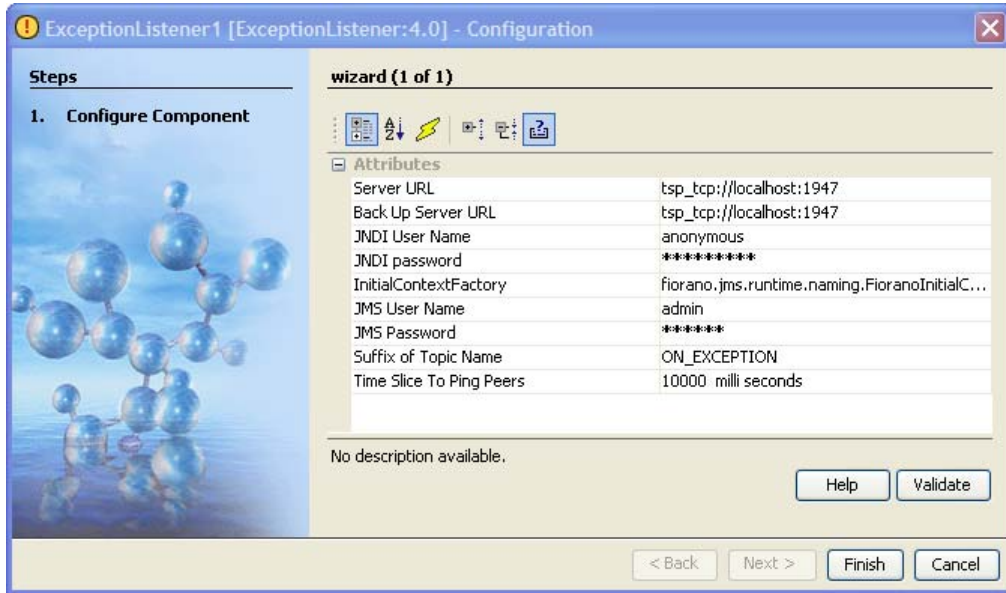 ExceptionListener1 [ExceptionListener:4.0] - Configuration
Steps
1. Configure Component
wizard (1 of 1)
Attributes
Server URL tsp_tcp://localhost:1947
Back Up Server URL tsp_tcp://localhost:1947
JNDI User Name anonymous
JNDI password *********
InitialContextFactory fiorano.jms.runtime.naming.FioranoInitialC...
JMS User Name admin
JMS Password ******
Suffix of Topic Name ON_EXCEPTION
Time Slice To Ping Peers 10000 milli seconds
No description available.
Help Validate
< Back Next > Finish Cancel